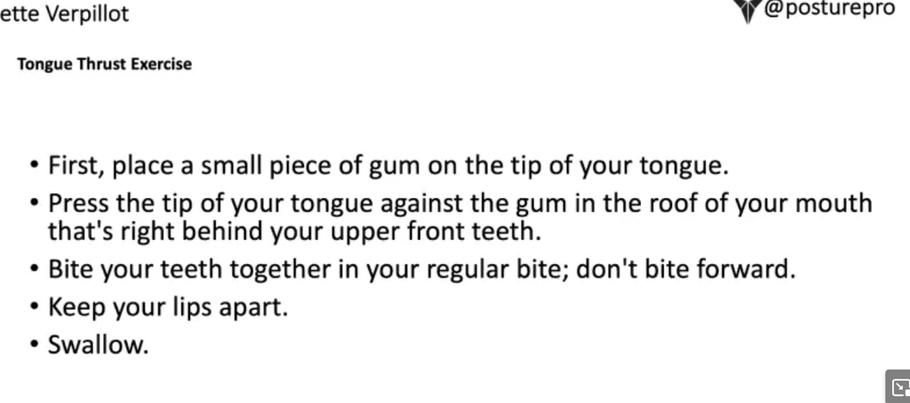 ette Verpillot
@posturepro
Tongue Thrust Exercise
• First, place a small piece of gum on the tip of your tongue.
• Press the tip of your tongue against the gum in the roof of your mouth
that's right behind your upper front teeth.
• Bite your teeth together in your regular bite; don't bite forward.
• Keep your lips apart.
• Swallow.